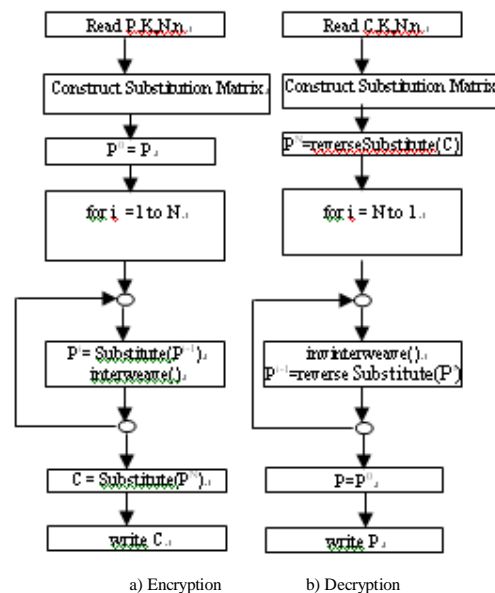 Read P,K,N,n
Construct Substitution Matrix
P⁰ = P
for i =1 to N
Pⁱ= Substitute(Pⁱ⁻¹)
interweave()
C = Substitute(Pᴺ)
write C
a) Encryption
Read C,K,N,n
Construct Substitution Matrix
Pᴺ=reverseSubstitute(C)
for i = N to 1
invinterweave()
Pⁱ⁻¹=reverse Substitute(Pⁱ)
P=P⁰
write P
b) Decryption